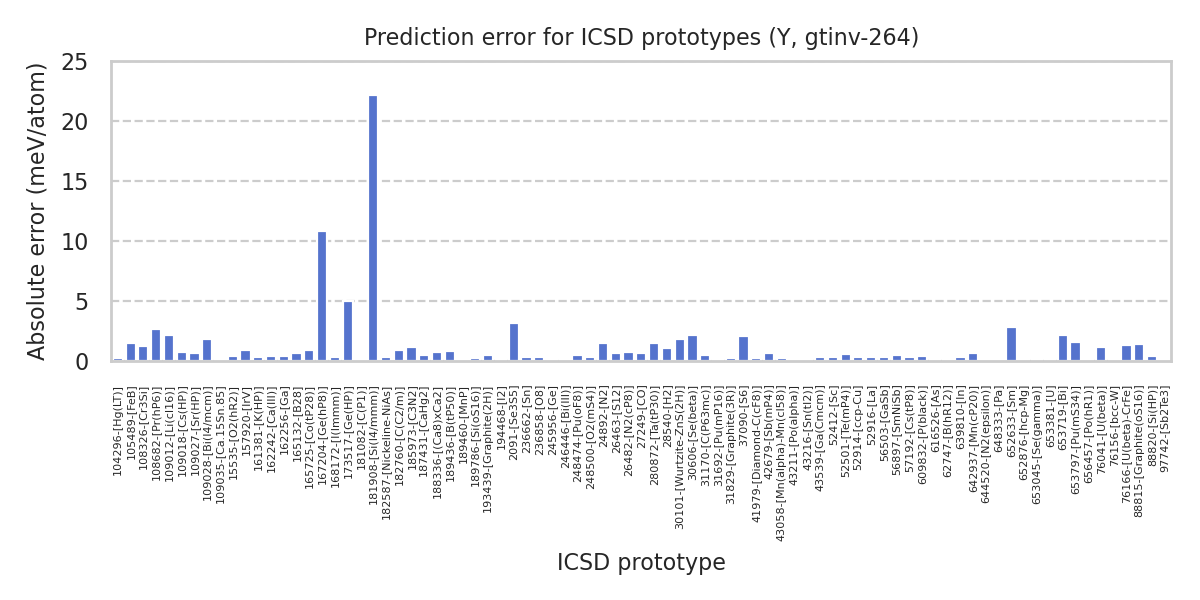 Prediction error for ICSD prototypes (Y, gtinv-264)
Absolute error (meV/atom)
25
20
15
10
5
0
104296-[Hg(LT)]
105489-[FeB]
108326-[Cr3Si]
108682-[Pr(hP6)]
109012-[Li(cI16)]
109018-[Cs(HP)]
109027-[Sr(HP)]
109028-[Bi(I4/mcm)]
109035-[Ca.15Sn.85]
15535-[O2(hR2)]
157920-[IrV]
161381-[K(HP)]
162242-[Ca(III)]
162256-[Ga]
165132-[B28]
165725-[Co(tP28)]
167204-[Ge(hP8)]
168172-[I(Immm)]
173517-[Ge(HP)]
181082-[C(P1)]
181908-[Si(I4/mmm)]
182587-[Nickeline-NiAs]
182760-[C(C2/m)]
185973-[C3N2]
187431-[CaHg2]
188336-[(Ca8)xCa2]
189436-[B(tP50)]
189460-[MnP]
189786-[Si(oS16)]
193439-[Graphite(2H)]
194468-[I2]
2091-[Se3S5]
236662-[Sn]
236858-[O8]
245956-[Ge]
246446-[Bi(III)]
248474-[Pu(oF8)]
248500-[O2(mS4)]
24892-[N2]
26463-[S12]
26482-[N2(cP8)]
27249-[CO]
280872-[Ta(tP30)]
28540-[H2]
30101-[Wurtzite-ZnS(2H)]
30606-[Se(beta)]
31170-[C(P63mc)]
31692-[Pu(mP16)]
31829-[Graphite(3R)]
37090-[S6]
41979-[Diamond-C(cF8)]
42679-[Sb(mP4)]
43058-[Mn(alpha)-Mn(cI58)]
43211-[Po(alpha)]
43216-[Sn(tI2)]
43539-[Ga(Cmcm)]
52412-[Sc]
52501-[Te(mP4)]
52914-[ccp-Cu]
52916-[La]
56503-[GaSb]
56897-[SmNiSb]
57192-[Cs(tP8)]
609832-[P(black)]
616526-[As]
62747-[B(hR12)]
639810-[In]
642937-[Mn(cP20)]
644520-[N2(epsilon)]
648333-[Pa]
652633-[Sm]
652876-[hcp-Mg]
653045-[Se(gamma)]
653381-[U]
653719-[Bi]
653797-[Pu(mS34)]
656457-[Po(hR1)]
76041-[U(beta)]
76156-[bcc-W]
76166-[U(beta)-CrFe]
88815-[Graphite(oS16)]
88820-[Si(HP)]
97742-[Sb2Te3]
ICSD prototype